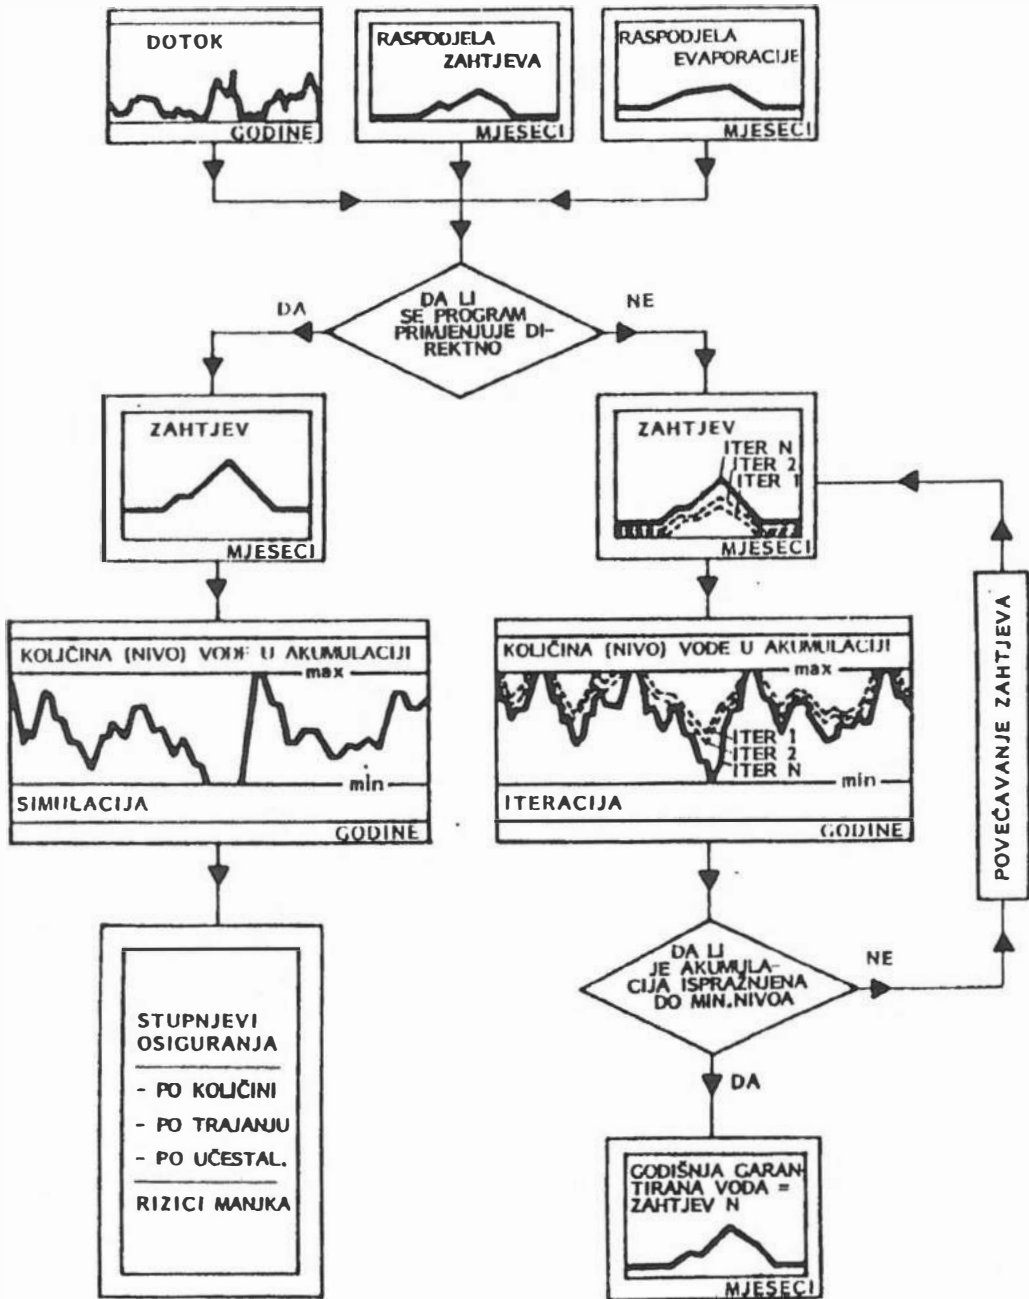 DOTOK
GODINE
RASPODJELA
ZAHTJEVA
MJESECI
RASPODJELA
EVAPORACIJE
MJESECI
DA LI
SE PROGRAM
PRIMJENJUJE DI-
REKTNO
DA
NE
ZAHTJEV
MJESECI
ZAHTJEV
ITER N
ITER 2
ITER 1
MJESECI
KOLIČINA (NIVO) VODE U AKUMULACIJI
max
min
SIMULACIJA
GODINE
KOLIČINA (NIVO) VODE U AKUMULACIJI
max
ITER 1
ITER 2
ITER N
min
ITERACIJA
GODINE
POVEĆAVANJE ZAHTJEVA
STUPNJEVI
OSIGURANJA
- PO KOLIČINI
- PO TRAJANJU
- PO UČESTAL.
RIZICI MANJKA
DA LI
JE AKUMULA-
CIJA ISPRAŽNJENA
DO MIN.NIVOA
NE
DA
GODIŠNJA GARAN-
TIRANA VODA =
ZAHTJEV N
MJESECI